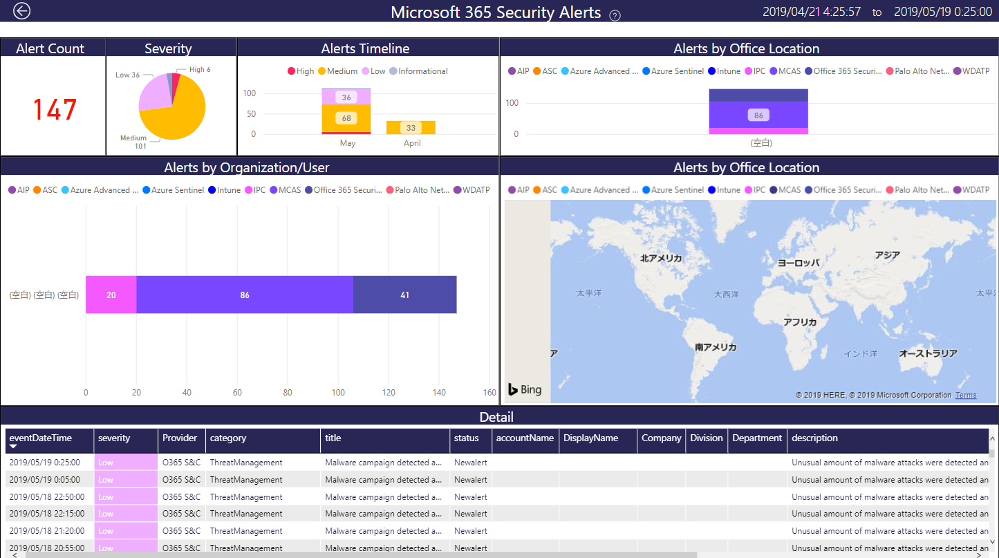 Microsoft 365 Security Alerts ?
2019/04/21 4:25:57 to 2019/05/19 0:25:00
Alert Count
147
Severity
High 6
Low 36
Medium
101
Alerts Timeline
High Medium Low Informational
100
50
0
36
68
33
May April
Alerts by Office Location
AIP ASC Azure Advanced ... Azure Sentinel Intune IPC MCAS Office 365 Securi... Palo Alto Net... WDATP
100
0
86
(空白)
Alerts by Organization/User
AIP ASC Azure Advanced ... Azure Sentinel Intune IPC MCAS Office 365 Securi... Palo Alto Net... WDATP
(空白) (空白) (空白) 20 86 41
0 20 40 60 80 100 120 140 160
Alerts by Office Location
AIP ASC Azure Advanced ... Azure Sentinel Intune IPC MCAS Office 365 Securi... Palo Alto Net... WDATP
北アメリカ
ヨーロッパ
アジア
太平洋
大西洋
太平
アフリカ
南アメリカ
ア
インド洋
オーストラリア
Bing
© 2019 HERE, © 2019 Microsoft Corporation Terms
Detail
eventDateTime severity Provider category title status accountName DisplayName Company Division Department description
2019/05/19 0:25:00 Low O365 S&C ThreatManagement Malware campaign detected a... Newalert Unusual amount of malware attacks were detected an
2019/05/19 0:05:00 Low O365 S&C ThreatManagement Malware campaign detected a... Newalert Unusual amount of malware attacks were detected an
2019/05/18 22:50:00 Low O365 S&C ThreatManagement Malware campaign detected a... Newalert Unusual amount of malware attacks were detected an
2019/05/18 22:15:00 Low O365 S&C ThreatManagement Malware campaign detected a... Newalert Unusual amount of malware attacks were detected an
2019/05/18 21:20:00 Low O365 S&C ThreatManagement Malware campaign detected a... Newalert Unusual amount of malware attacks were detected an
2019/05/18 20:55:00 Low O365 S&C ThreatManagement Malware campaign detected a... Newalert Unusual amount of malware attacks were detected an